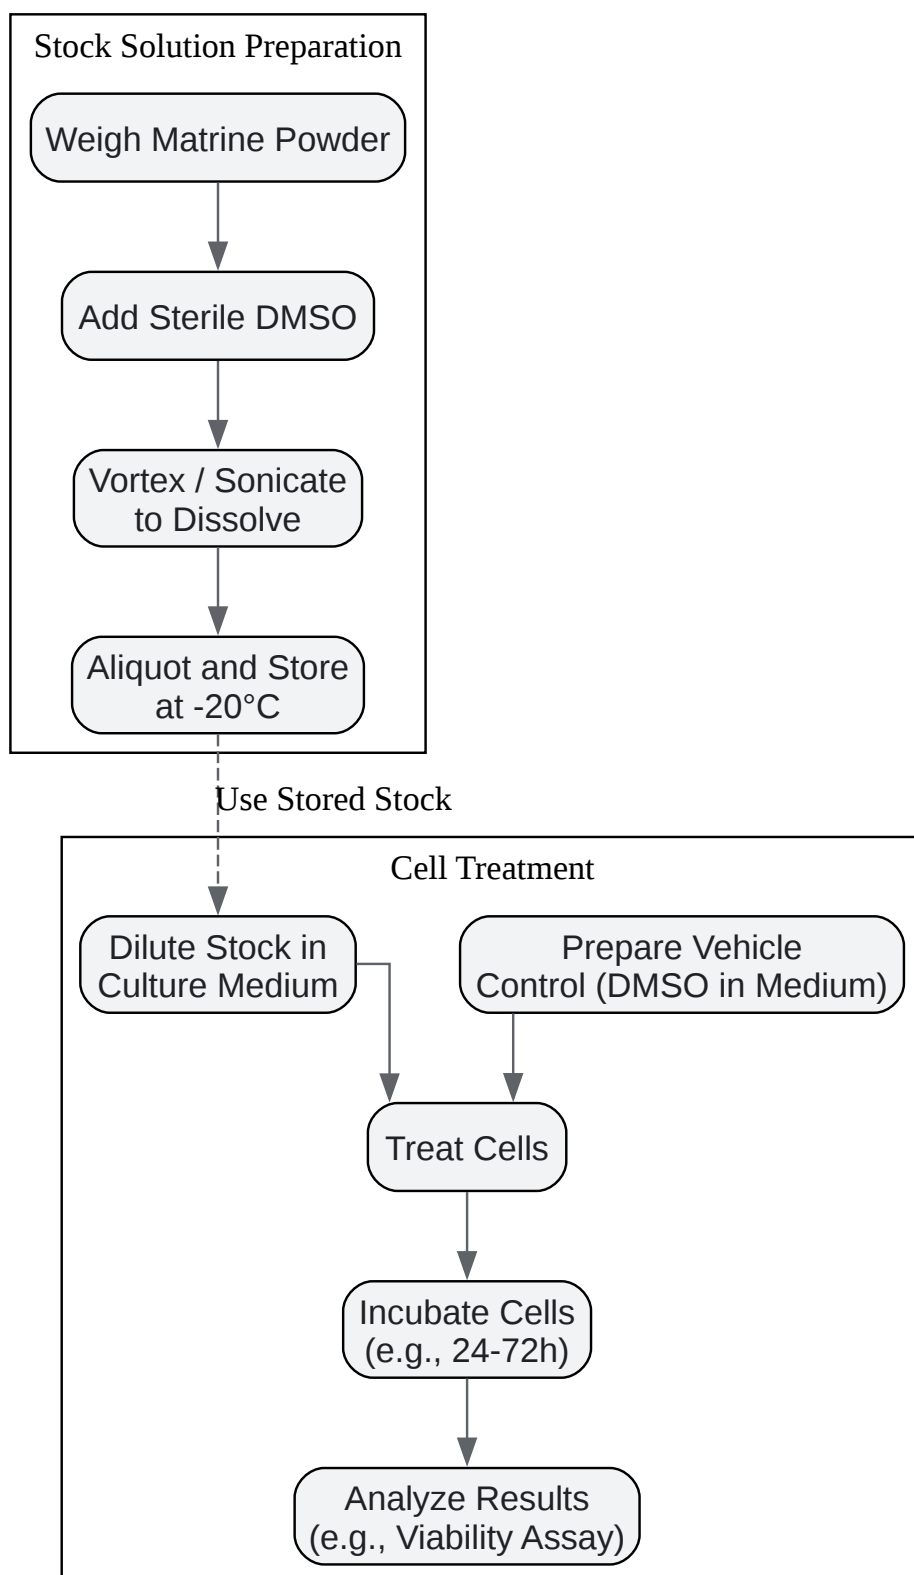 Stock Solution Preparation
Weigh Matrine Powder
Add Sterile DMSO
Vortex / Sonicate
to Dissolve
Aliquot and Store
at -20°C
Use Stored Stock
Cell Treatment
Dilute Stock in
Culture Medium
Prepare Vehicle
Control (DMSO in Medium)
Treat Cells
Incubate Cells
(e.g., 24-72h)
Analyze Results
(e.g., Viability Assay)